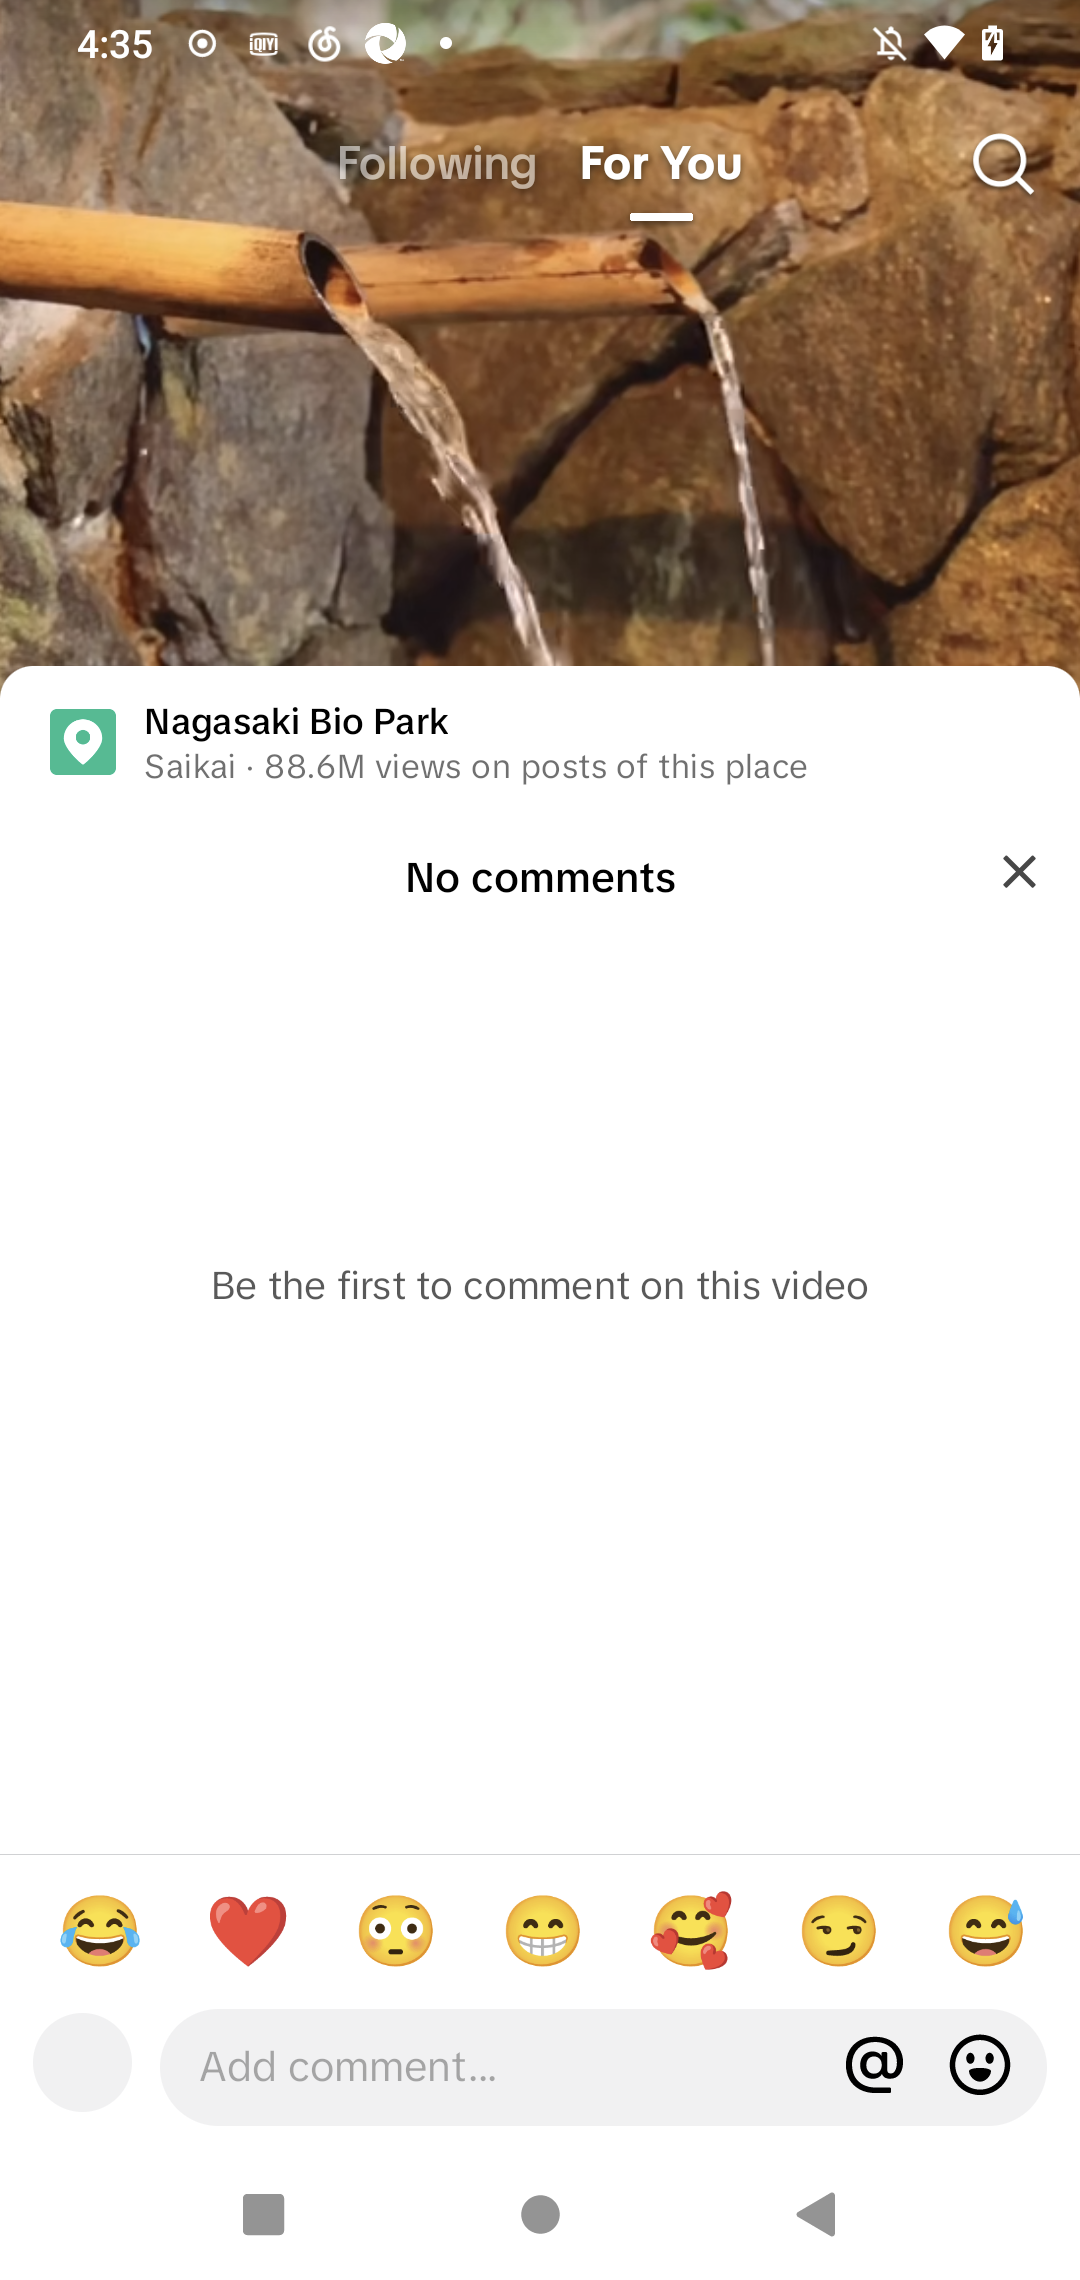 4:35
iQIYI
Following For You
Nagasaki Bio Park
Saikai · 88.6M views on posts of this place
No comments
Be the first to comment on this video
Add comment...